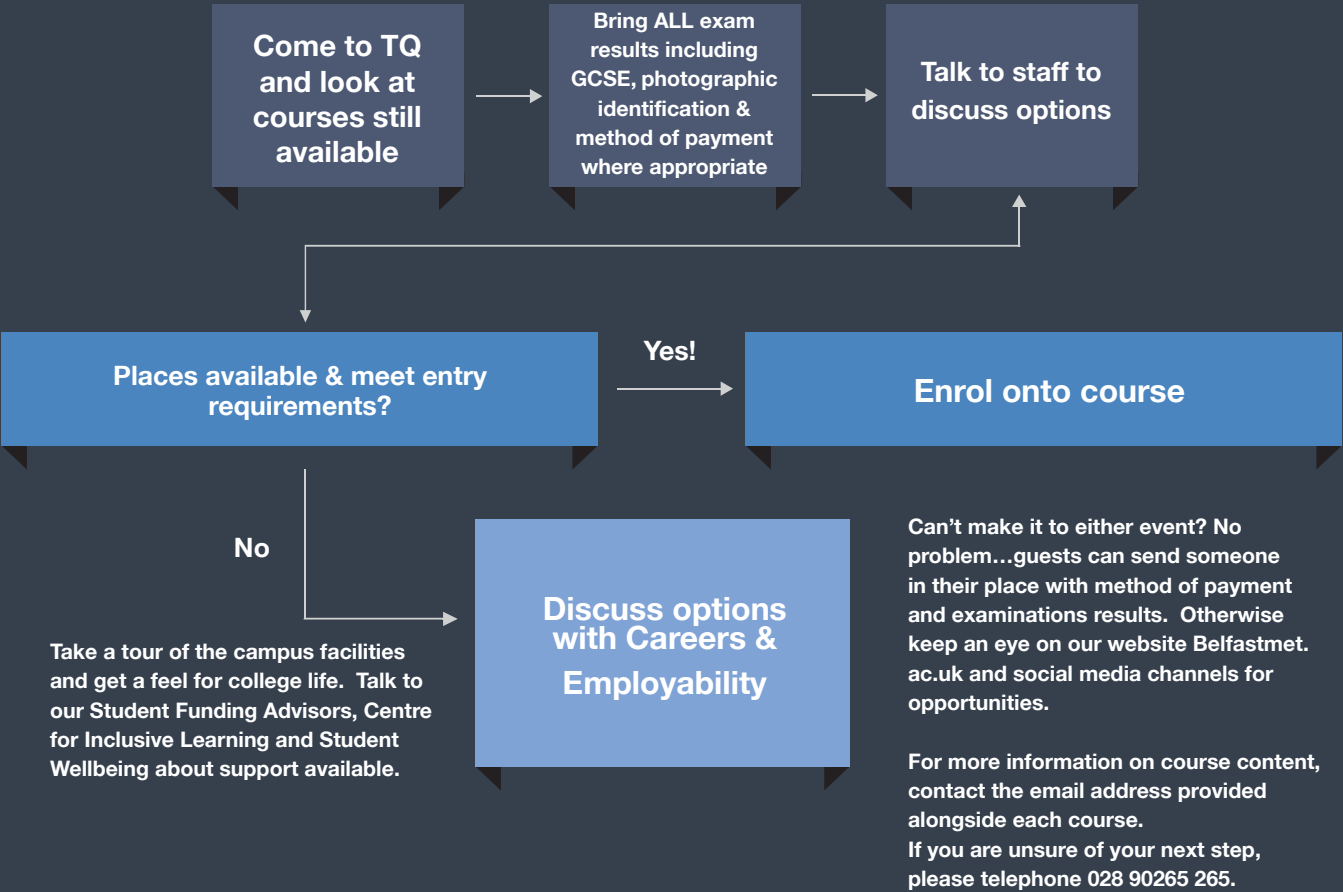 Come to TQ
and look at
courses still
available
Bring ALL exam
results including
GCSE, photographic
identification &
method of payment
where appropriate
Talk to staff to
discuss options
Places available & meet entry
requirements?
Yes!
Enrol onto course
No
Discuss options
with Careers &
Employability
Take a tour of the campus facilities
and get a feel for college life.  Talk to
our Student Funding Advisors, Centre
for Inclusive Learning and Student
Wellbeing about support available.
Can’t make it to either event? No
problem…guests can send someone
in their place with method of payment
and examinations results.  Otherwise
keep an eye on our website Belfastmet.
ac.uk and social media channels for
opportunities.
For more information on course content,
contact the email address provided
alongside each course.
If you are unsure of your next step,
please telephone 028 90265 265.